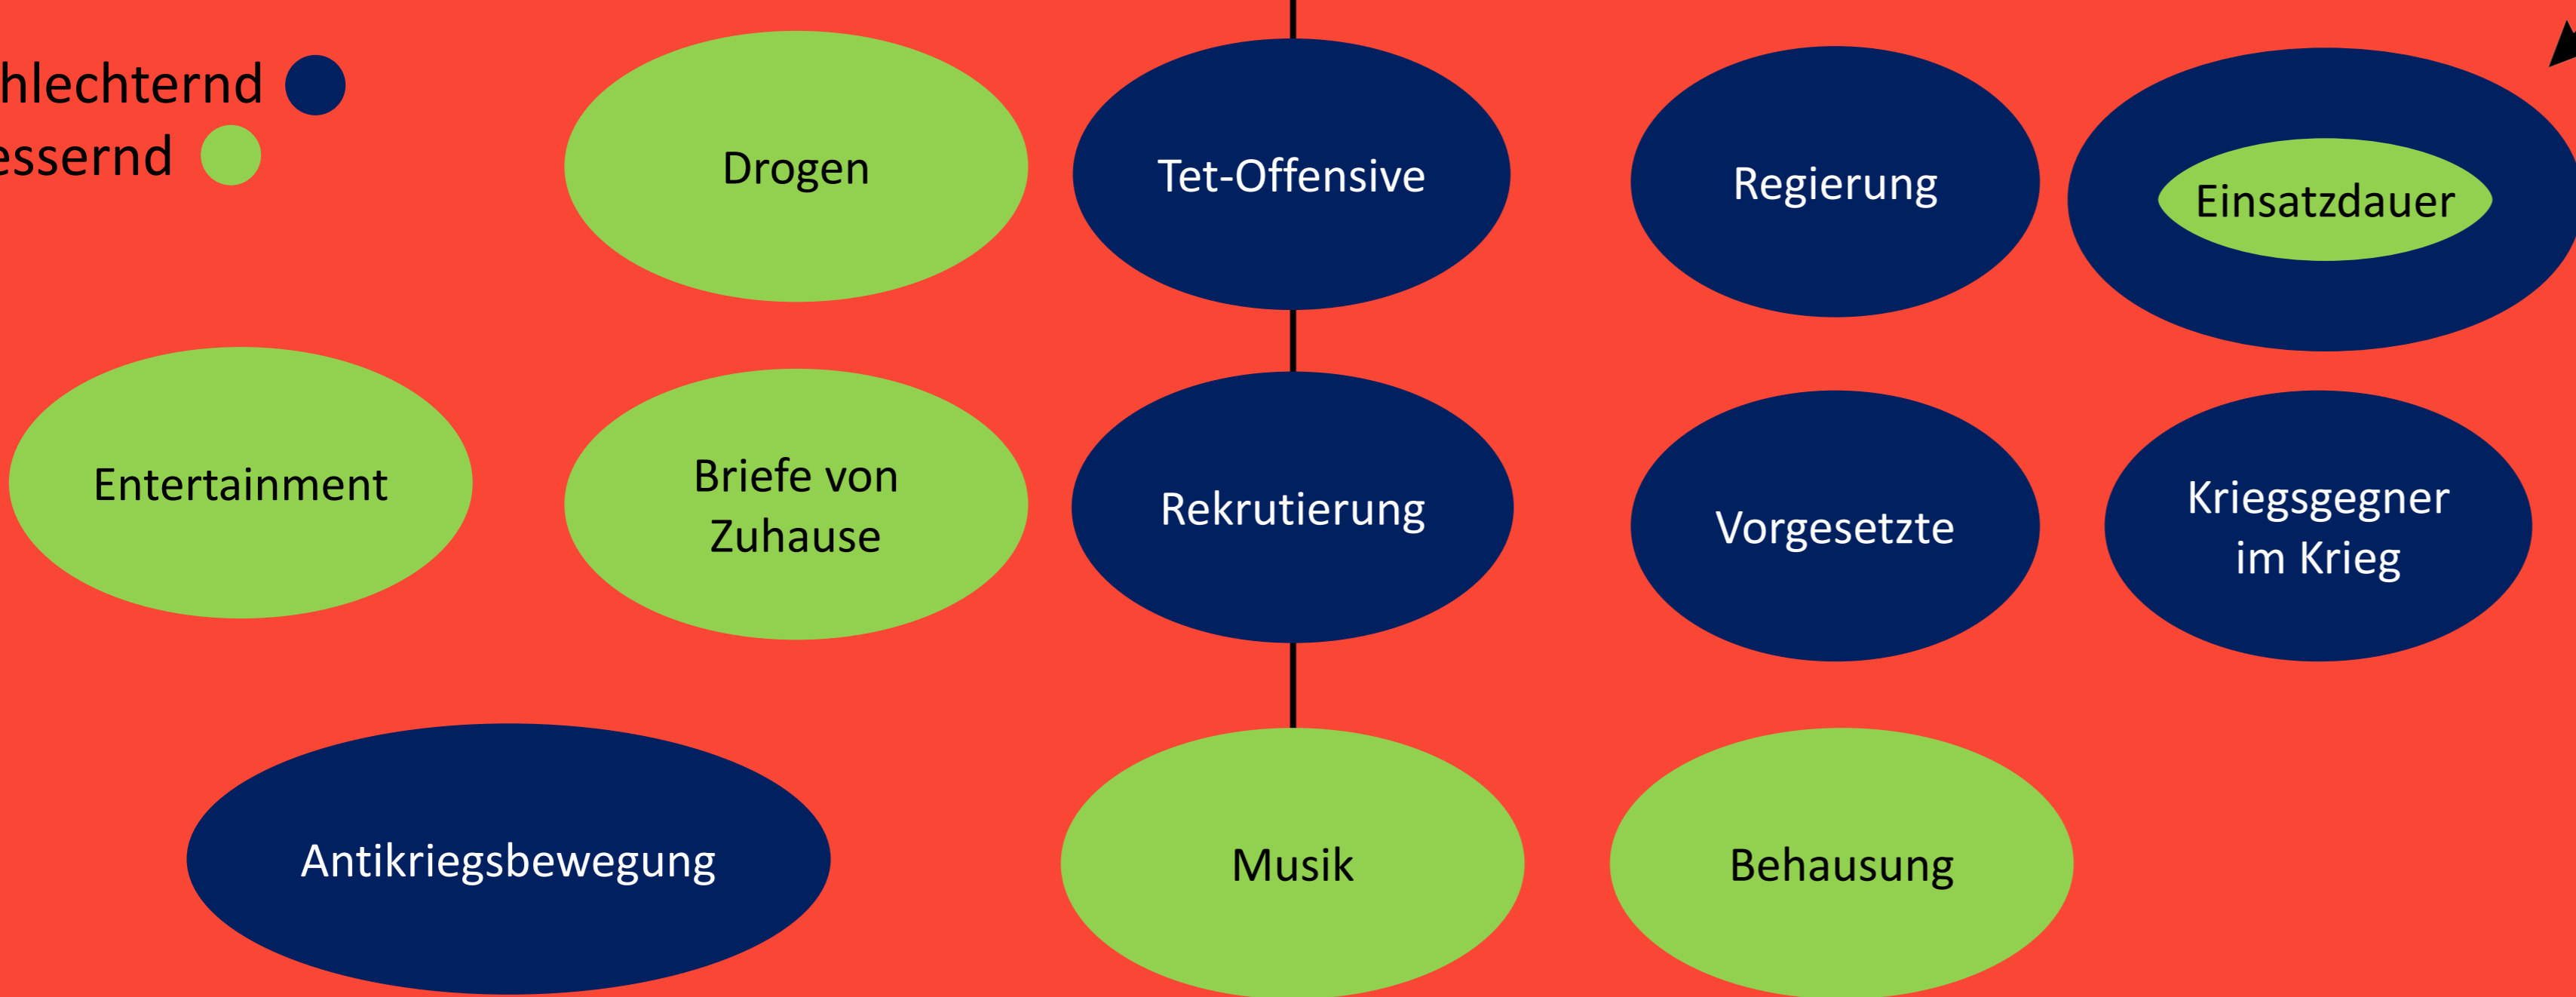 hlechternd
essernd
Drogen
Tet-Offensive
Regierung
Einsatzdauer
Entertainment
Briefe von
Zuhause
Rekrutierung
Vorgesetzte
Kriegsgegner
im Krieg
Antikriegsbewegung
Musik
Behausung